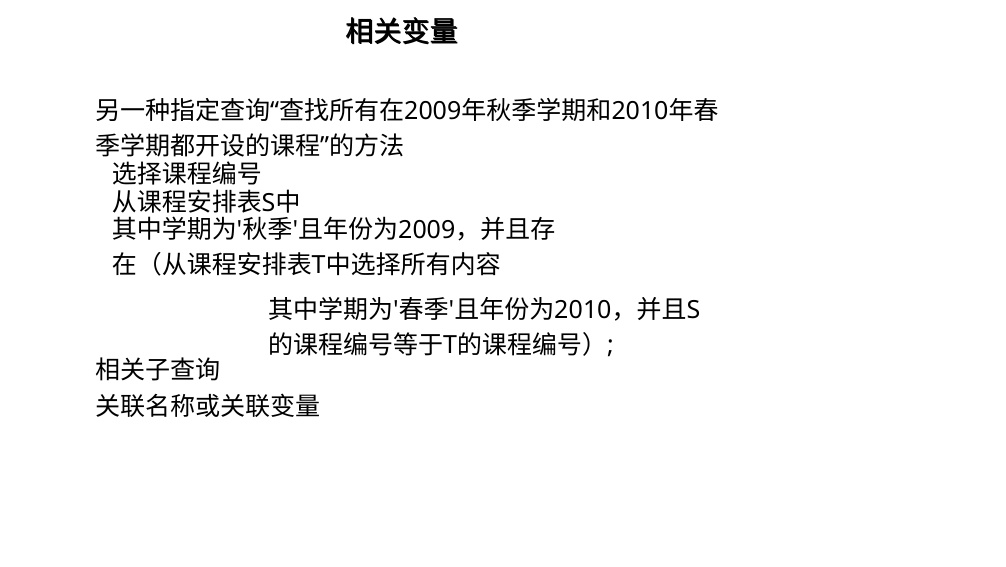 相关变量
另一种指定查询“查找所有在2009年秋季学期和2010年春
季学期都开设的课程”的方法
选择课程编号
从课程安排表S中
其中学期为'秋季'且年份为2009，并且存
在（从课程安排表T中选择所有内容
其中学期为'春季'且年份为2010，并且S
的课程编号等于T的课程编号）;
相关子查询
关联名称或关联变量